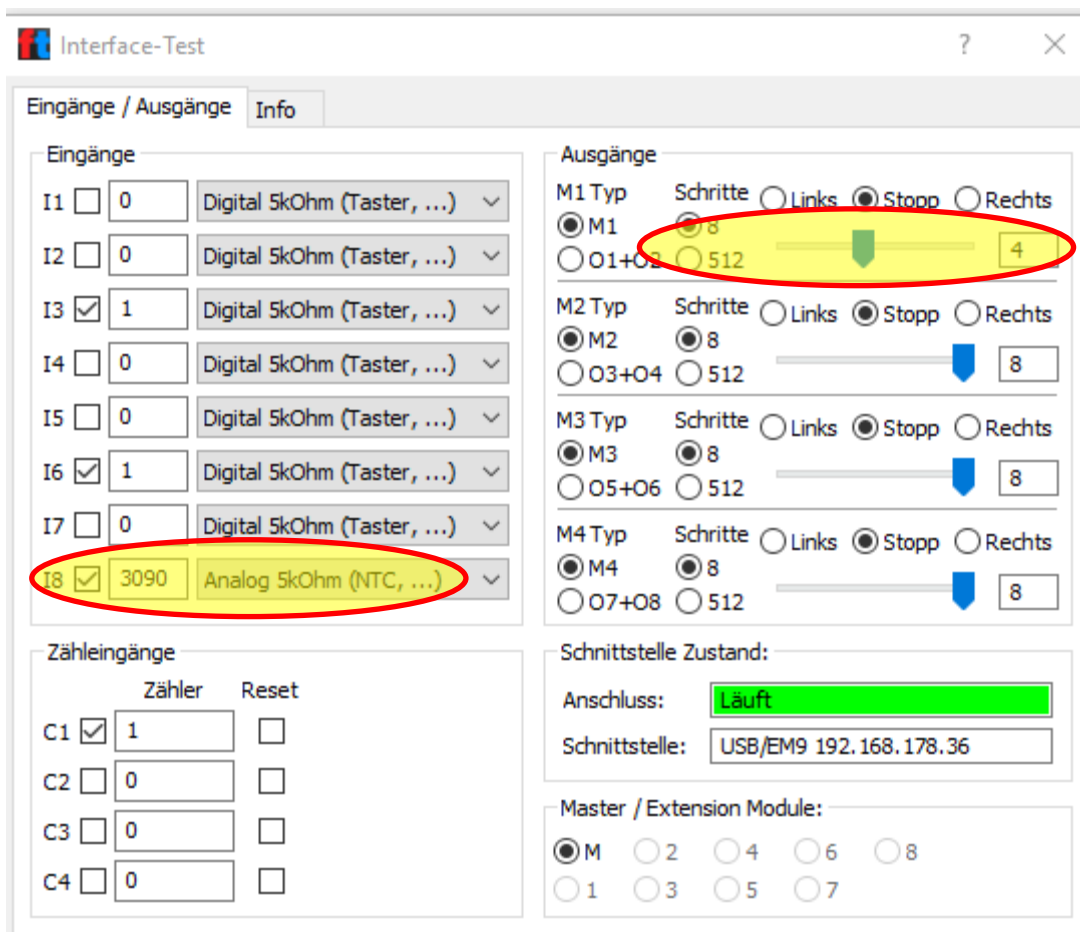 ft Interface-Test ? ×
Eingänge / Ausgänge Info
Eingänge
I1 0 Digital 5kOhm (Taster, ...)
I2 0 Digital 5kOhm (Taster, ...)
I3 1 Digital 5kOhm (Taster, ...)
I4 0 Digital 5kOhm (Taster, ...)
I5 0 Digital 5kOhm (Taster, ...)
I6 1 Digital 5kOhm (Taster, ...)
I7 0 Digital 5kOhm (Taster, ...)
I8 3090 Analog 5kOhm (NTC, ...)
Zähleingänge
Zähler Reset
C1 1
C2 0
C3 0
C4 0
Ausgänge
M1 Typ Schritte Links Stopp Rechts
M1 8
O1+O2 512 4
M2 Typ Schritte Links Stopp Rechts
M2 8
O3+O4 512 8
M3 Typ Schritte Links Stopp Rechts
M3 8
O5+O6 512 8
M4 Typ Schritte Links Stopp Rechts
M4 8
O7+O8 512 8
Schnittstelle Zustand:
Anschluss: Läuft
Schnittstelle: USB/EM9 192.168.178.36
Master / Extension Module:
M 2 4 6 8
1 3 5 7